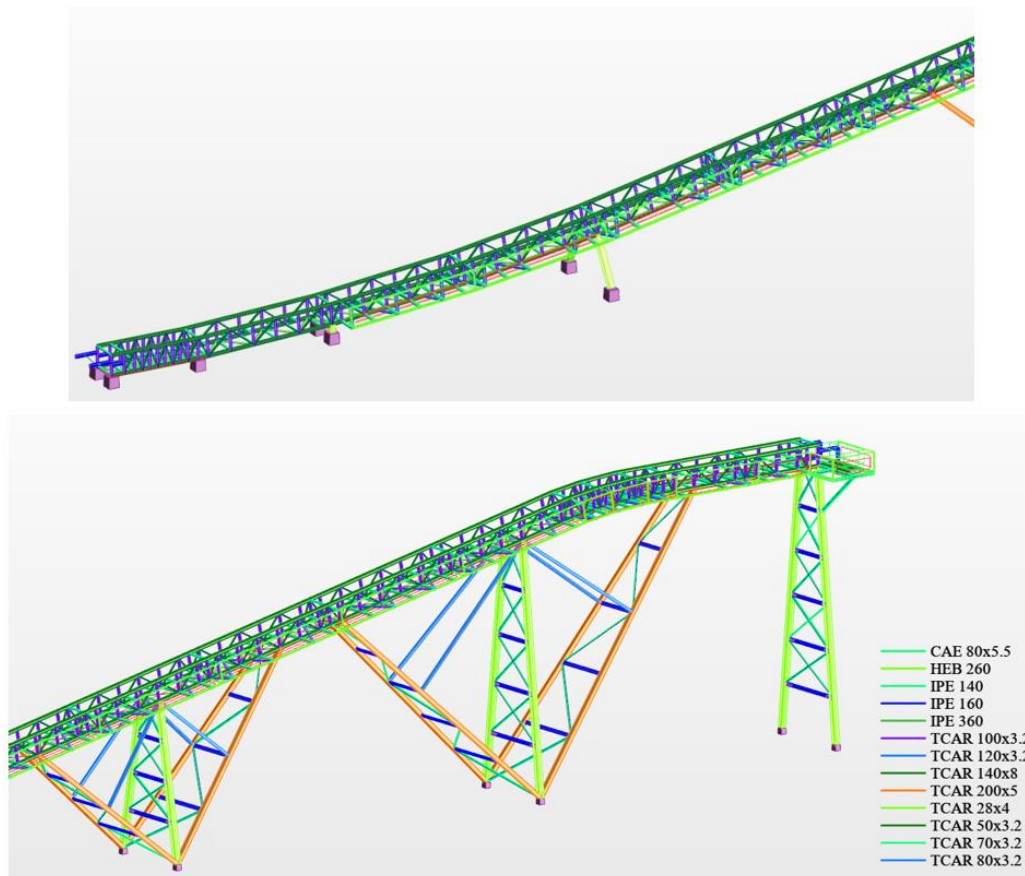 CAE 80x5.5
HEB 260
IPE 140
IPE 160
IPE 360
TCAR 100x3.2
TCAR 120x3.2
TCAR 140x8
TCAR 200x5
TCAR 28x4
TCAR 50x3.2
TCAR 70x3.2
TCAR 80x3.2